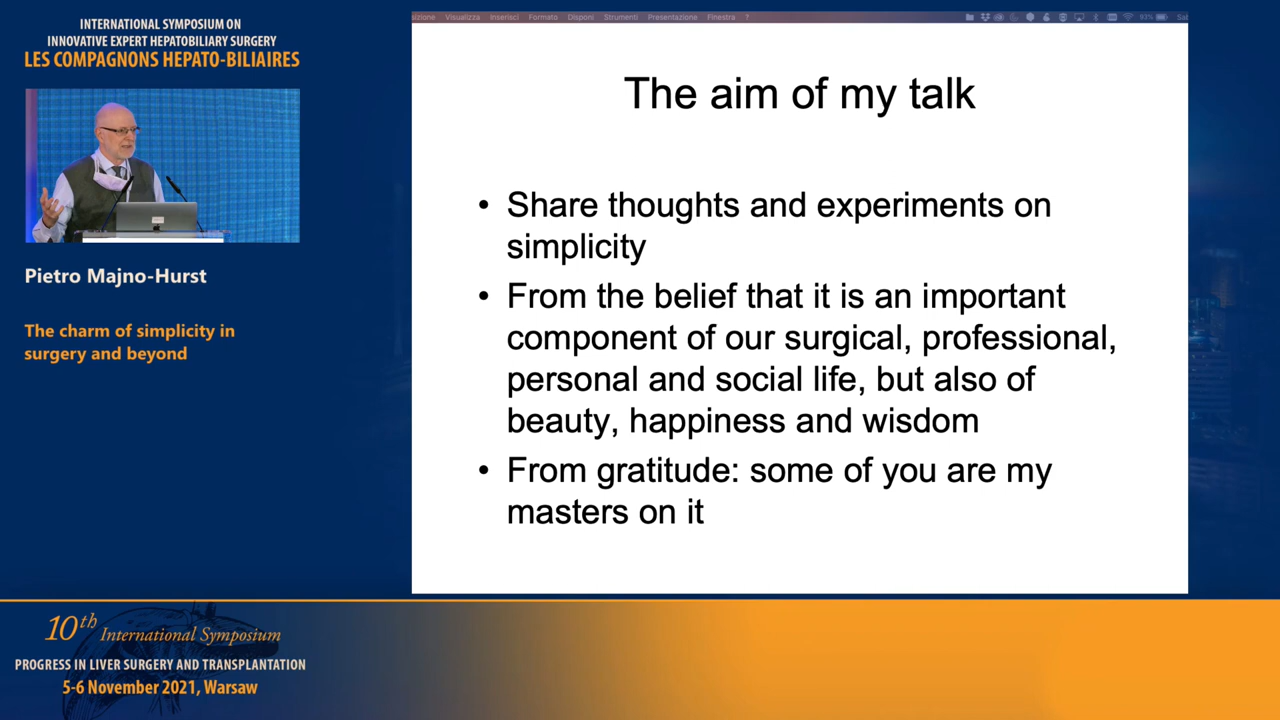 INTERNATIONAL SYMPOSIUM ON
INNOVATIVE EXPERT HEPATOBILIARY SURGERY
LES COMPAGNONS HEPATO-BILIAIRES
Pietro Majno-Hurst
The charm of simplicity in
surgery and beyond
Visualizza Inserisci Formato Disponi Strumenti Presentazione Finestra ? 93%
The aim of my talk
• Share thoughts and experiments on
simplicity
• From the belief that it is an important
component of our surgical, professional,
personal and social life, but also of
beauty, happiness and wisdom
• From gratitude: some of you are my
masters on it
10th International Symposium
PROGRESS IN LIVER SURGERY AND TRANSPLANTATION
5-6 November 2021, Warsaw